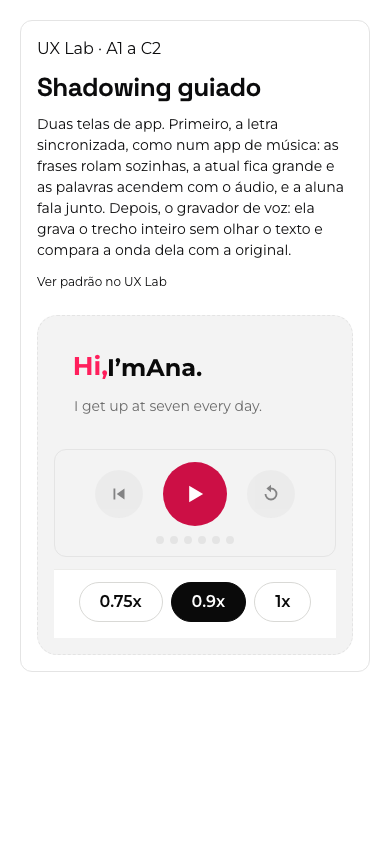 UX Lab · A1 a C2
Shadowing guiado
Duas telas de app. Primeiro, a letra
sincronizada, como num app de música: as
frases rolam sozinhas, a atual fica grande e
as palavras acendem com o áudio, e a aluna
fala junto. Depois, o gravador de voz: ela
grava o trecho inteiro sem olhar o texto e
compara a onda dela com a original.
Ver padrão no UX Lab
Hi,I’mAna.
I get up at seven every day.
0.75x 0.9x 1x